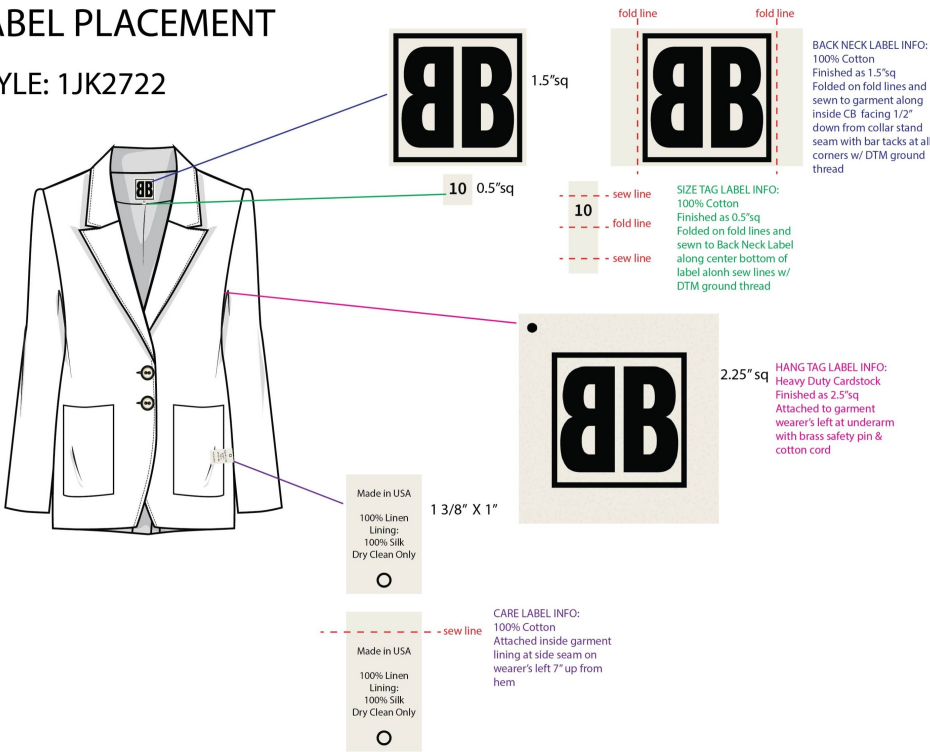 ABEL PLACEMENT
YLE: 1JK2722
fold line
fold line
BB
1.5"sq
BB
BACK NECK LABEL INFO:
100% Cotton
Finished as 1.5"sq
Folded on fold lines and
sewn to garment along
inside CB facing 1/2"
down from collar stand
seam with bar tacks at all
corners w/ DTM ground
thread
BB
10
0.5"sq
10
sew line
fold line
sew line
SIZE TAG LABEL INFO:
100% Cotton
Finished as 0.5"sq
Folded on fold lines and
sewn to Back Neck Label
along center bottom of
label alonh sew lines w/
DTM ground thread
BB
2.25" sq
HANG TAG LABEL INFO:
Heavy Duty Cardstock
Finished as 2.5"sq
Attached to garment
wearer's left at underarm
with brass safety pin &
cotton cord
Made in USA
100% Linen
Lining:
100% Silk
Dry Clean Only
1 3/8" X 1"
sew line
Made in USA
100% Linen
Lining:
100% Silk
Dry Clean Only
CARE LABEL INFO:
100% Cotton
Attached inside garment
lining at side seam on
wearer's left 7" up from
hem